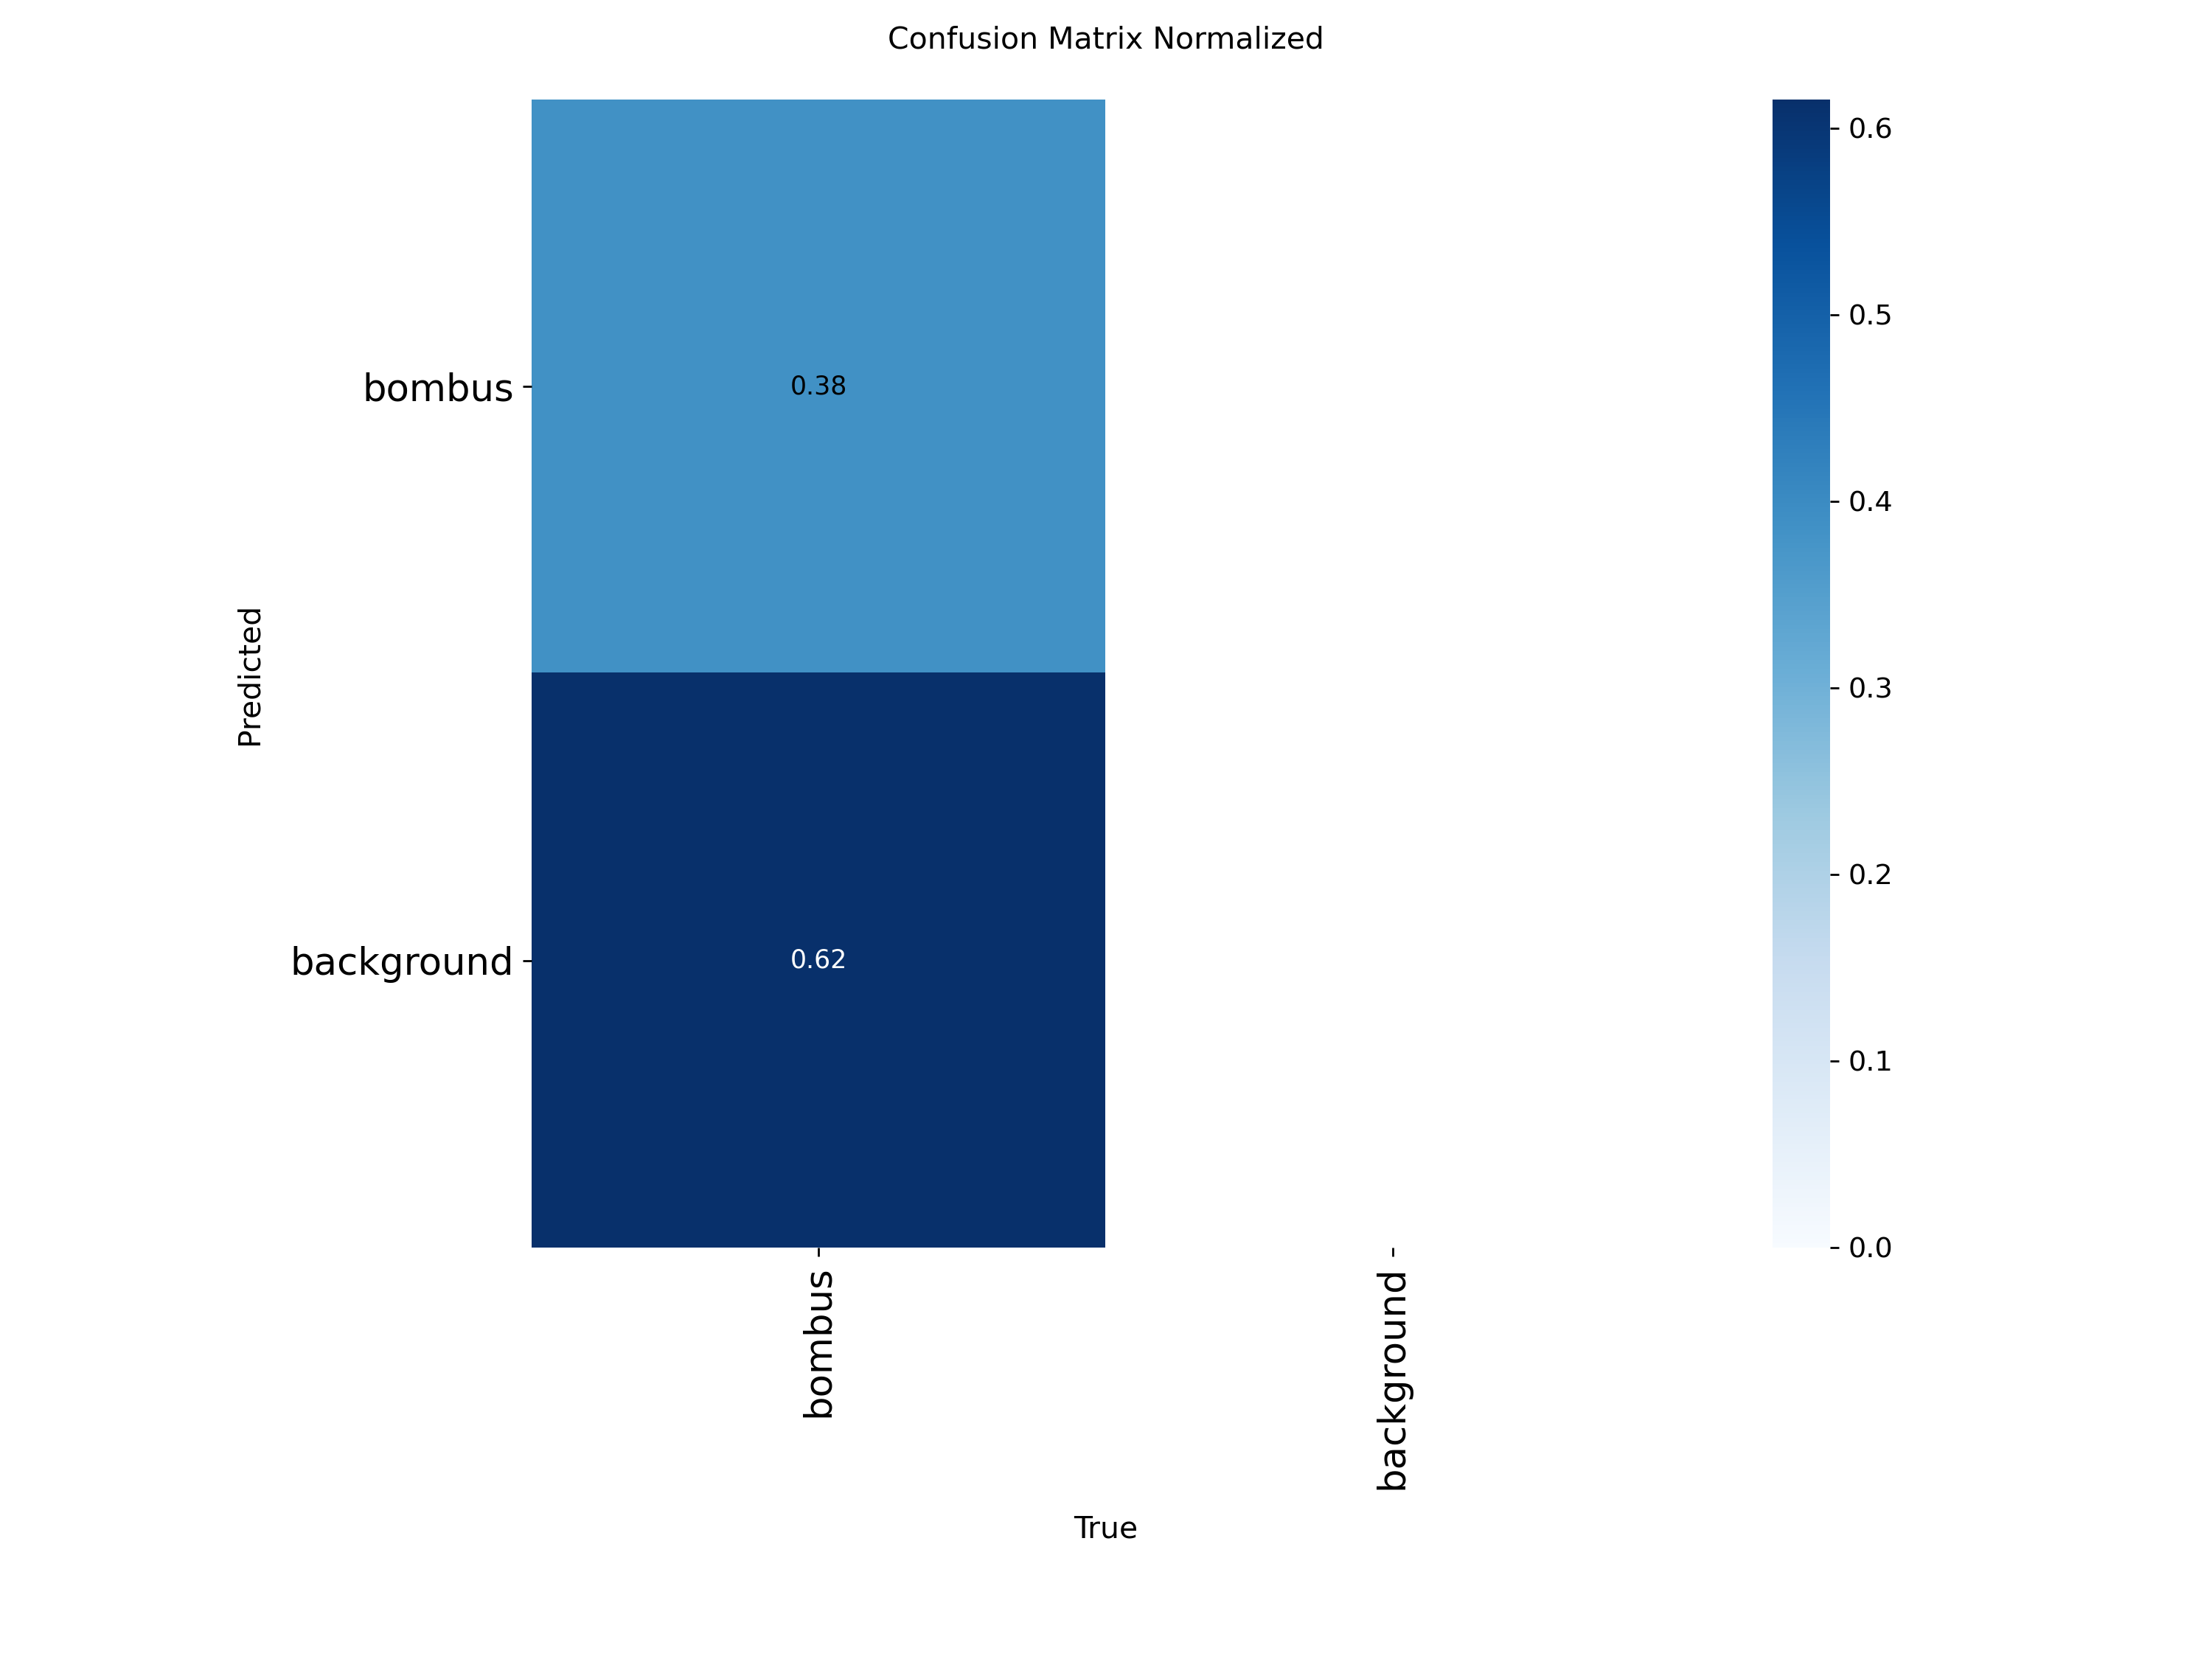 Confusion Matrix Normalized
0.6
0.5
0.4
0.3
0.2
0.1
0.0
Predicted
bombus
0.38
background
0.62
bombus
background
True